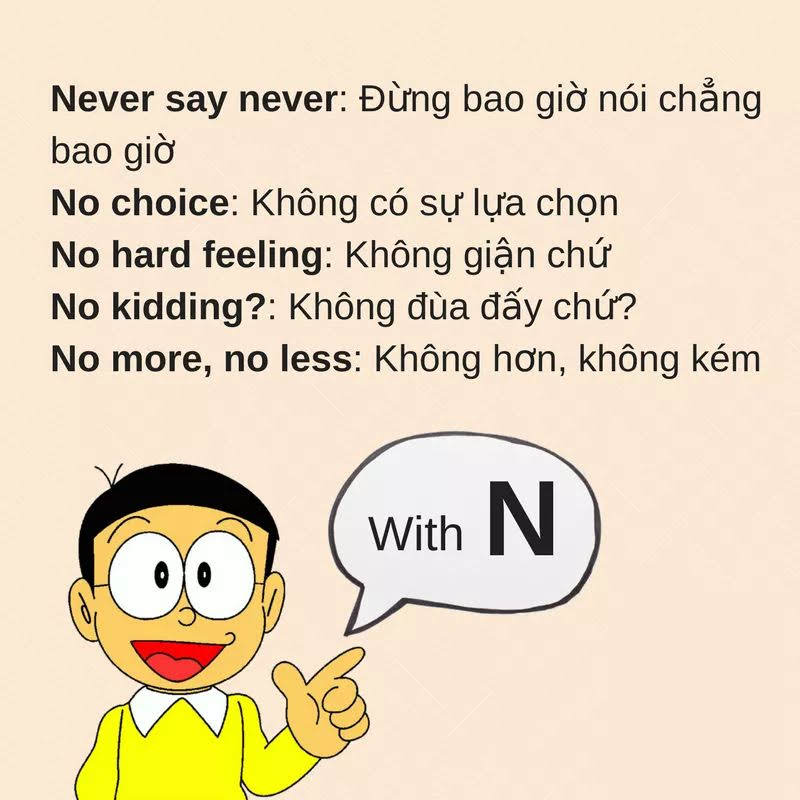 Never say never: Đừng bao giờ nói chẳng
bao giờ
No choice: Không có sự lựa chọn
No hard feeling: Không giận chứ
No kidding?: Không đùa đấy chứ?
No more, no less: Không hơn, không kém
With N